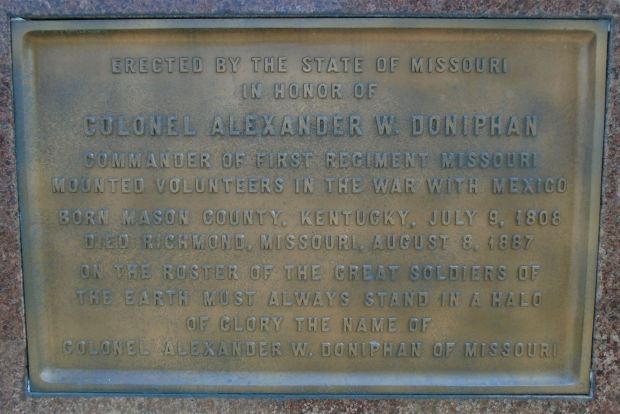 ERECTED BY THE STATE OF MISSOURI
IN HONOR OF
COLONEL ALEXANDER W. DONIPHAN
COMMANDER OF FIRST REGIMENT MISSOURI
MOUNTED VOLUNTEERS IN THE WAR WITH MEXICO
BORN MASON COUNTY, KENTUCKY, JULY 9, 1808
DIED RICHMOND, MISSOURI, AUGUST 8, 1887
ON THE ROSTER OF THE GREAT SOLDIERS OF
THE EARTH MUST ALWAYS STAND IN A HALO
OF GLORY THE NAME OF
COLONEL ALEXANDER W. DONIPHAN OF MISSOURI